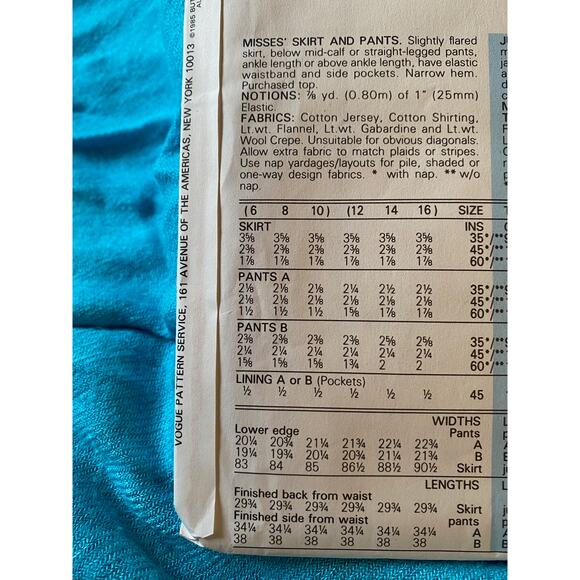 MISSES' SKIRT AND PANTS. Slightly flared
skirt, below mid-calf or straight-legged pants,
ankle length or above ankle length, have elastic
waistband and side pockets. Narrow hem.
Purchased top.
NOTIONS: ⅞ yd. (0.80m) of 1" (25mm)
Elastic.
FABRICS: Cotton Jersey, Cotton Shirting,
Lt.wt. Flannel, Lt.wt. Gabardine and Lt.wt.
Wool Crepe. Unsuitable for obvious diagonals.
Allow extra fabric to match plaids or stripes.
Use nap yardages/layouts for pile, shaded or
one-way design fabrics. * with nap. ** w/o
nap.
(6 8 10) (12 14 16) SIZE
SKIRT INS
3⅝ 3⅝ 3⅝ 3⅝ 3⅝ 3⅝ 35*/**
2⅜ 2⅜ 2⅜ 2⅜ 2⅜ 2⅜ 45*/**
1⅞ 1⅞ 1⅞ 1⅞ 1⅞ 1⅞ 60*/**
PANTS A
2⅛ 2⅛ 2⅛ 2¼ 2½ 2½ 35*/**
2⅛ 2⅛ 2⅛ 2⅛ 2⅛ 2⅛ 45*/**
1½ 1½ 1½ 1⅝ 1⅞ 1⅞ 60*/**
PANTS B
2⅜ 2⅜ 2⅜ 2⅜ 2⅝ 2⅝ 35*/**
2¼ 2¼ 2¼ 2¼ 2¼ 2¼ 45*/**
1⅝ 1⅝ 1⅝ 1¾ 2 2 60*/**
LINING A or B (Pockets)
½ ½ ½ ½ ½ ½ 45
WIDTHS
Lower edge Pants
20¼ 20¾ 21¼ 21¾ 22¼ 22¾ A
19¼ 19¾ 20¼ 20¾ 21¼ 21¾ B
83 84 85 86½ 88½ 90½ Skirt
LENGTHS
Finished back from waist
29¾ 29¾ 29¾ 29¾ 29¾ 29¾ Skirt
Finished side from waist pants
34¼ 34¼ 34¼ 34¼ 34¼ 34¼ A
38 38 38 38 38 38 B
VOGUE PATTERN SERVICE, 161 AVENUE OF THE AMERICAS, NEW YORK 10013 ©1985 BUT